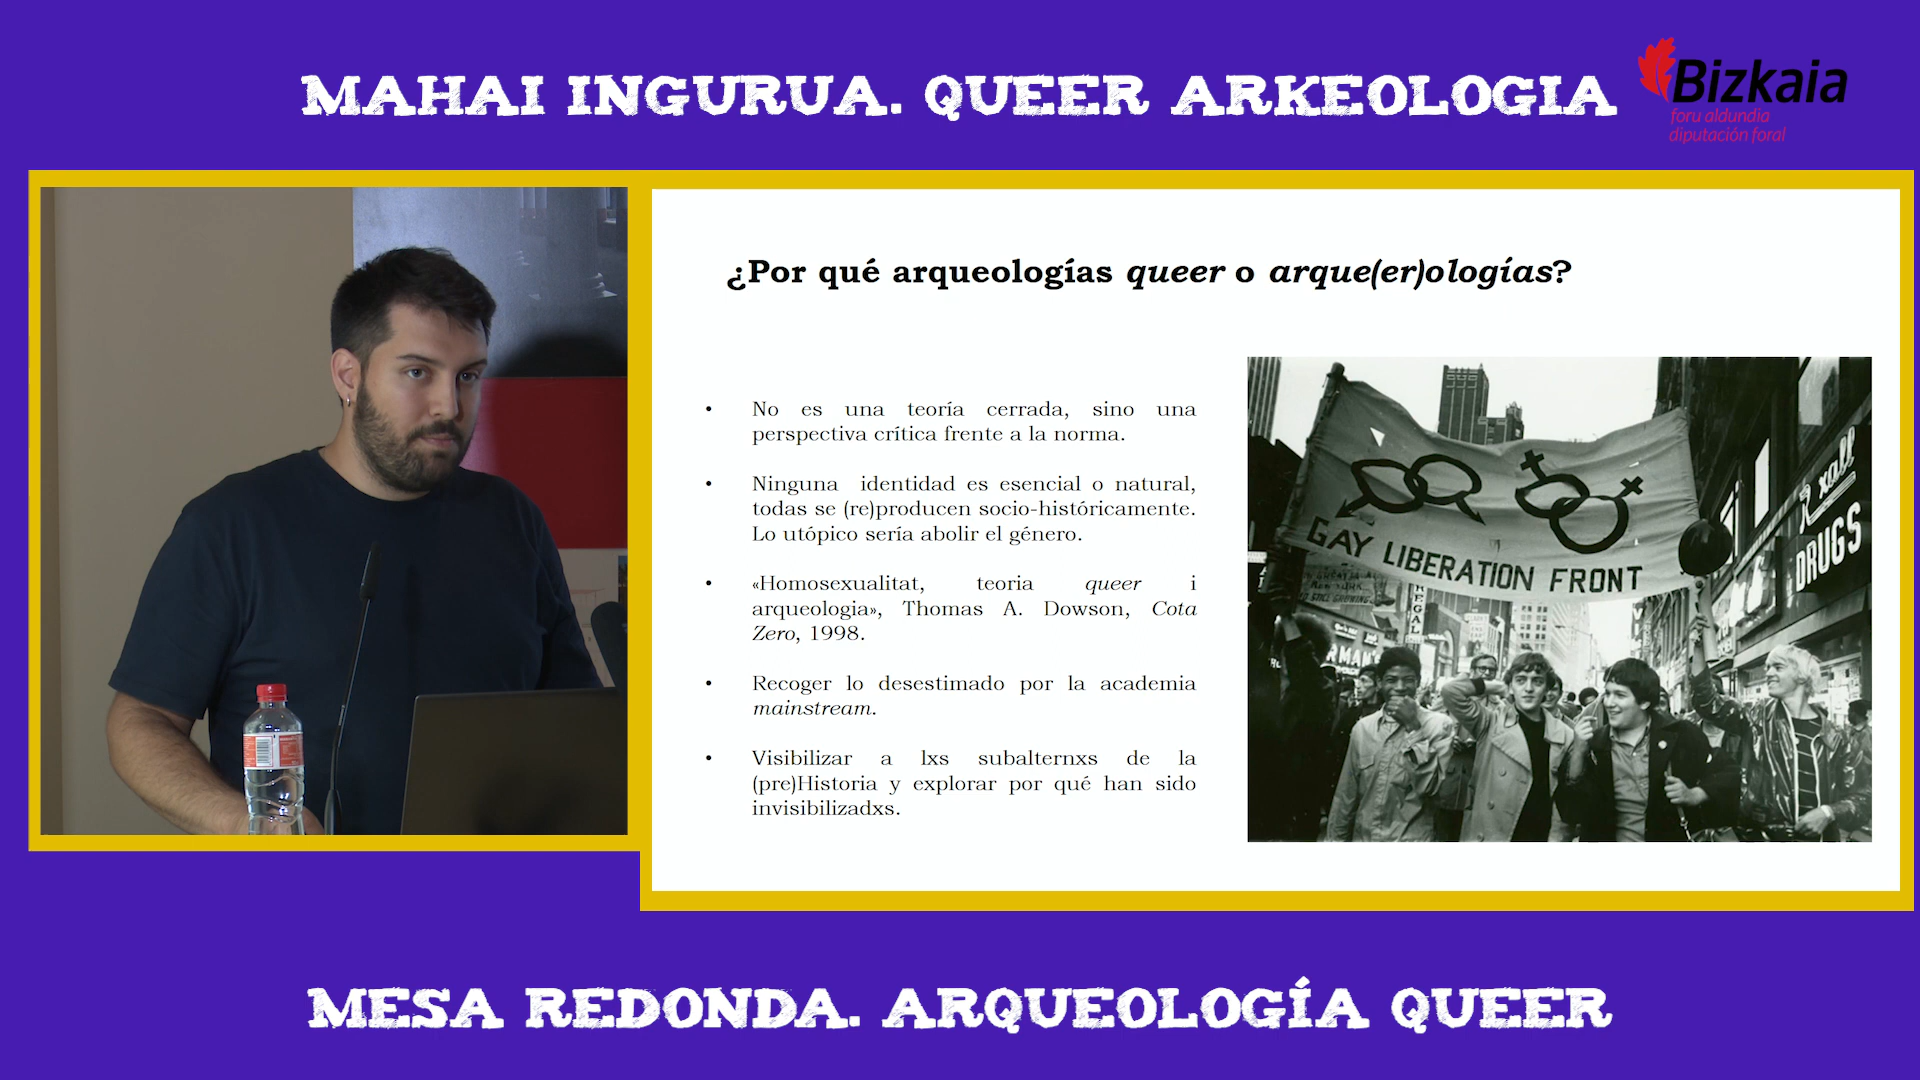 MAHAI INGURUA. QUEER ARKEOLOGIA
Bizkaia
foru aldundia
diputación foral
¿Por qué arqueologías queer o arque(er)ologías?
• No es una teoría cerrada, sino una
perspectiva crítica frente a la norma.
• Ninguna identidad es esencial o natural,
todas se (re)producen socio-históricamente.
Lo utópico sería abolir el género.
• «Homosexualitat, teoria queer i
arqueologia», Thomas A. Dowson, Cota
Zero, 1998.
• Recoger lo desestimado por la academia
mainstream.
• Visibilizar a lxs subalternxs de la
(pre)Historia y explorar por qué han sido
invisibilizadxs.
GAY LIBERATION FRONT
REGAL
xall
DRUGS
MESA REDONDA. ARQUEOLOGÍA QUEER